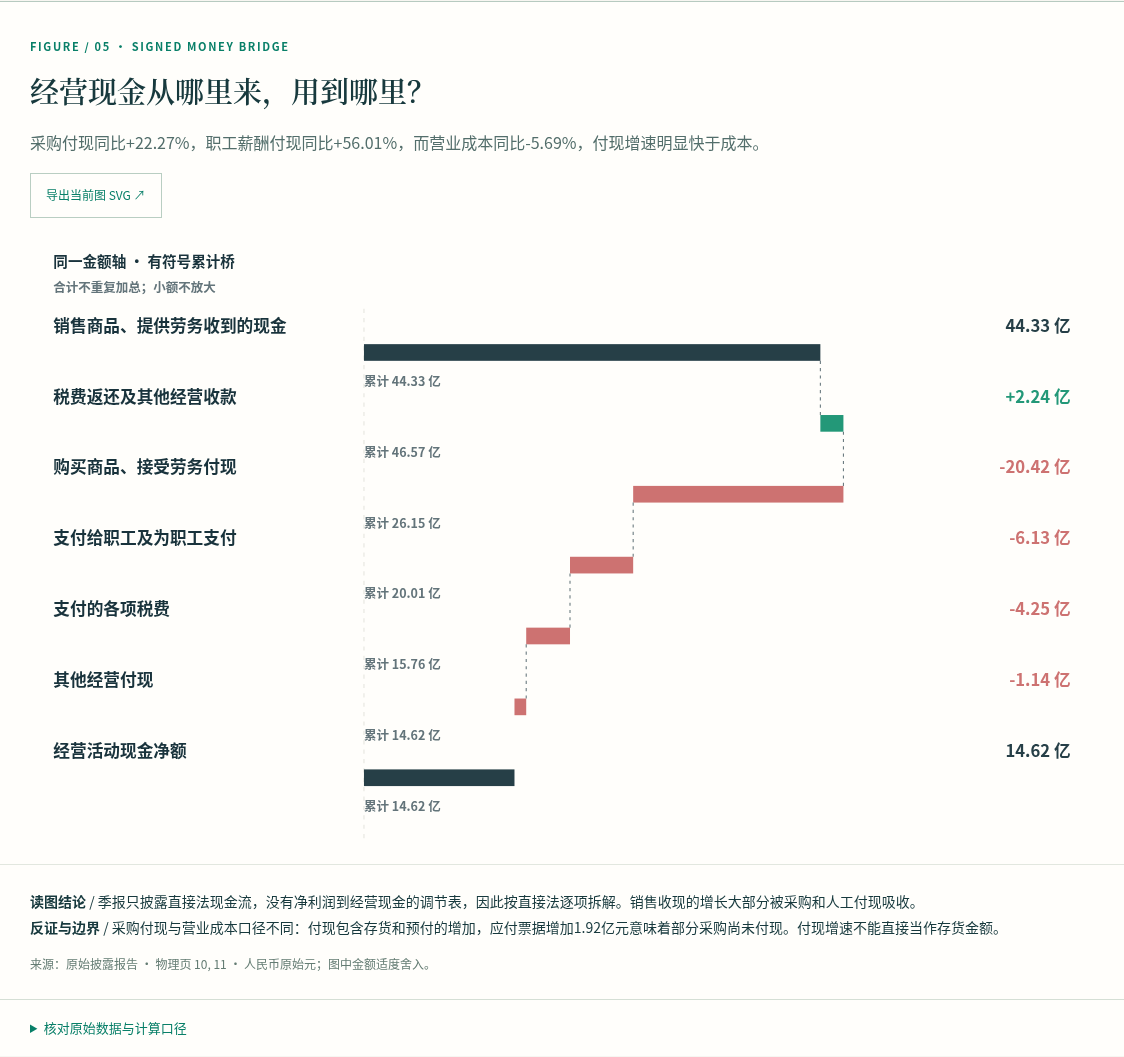 FIGURE / 05 · SIGNED MONEY BRIDGE
经营现金从哪里来，用到哪里？
采购付现同比+22.27%，职工薪酬付现同比+56.01%，而营业成本同比-5.69%，付现增速明显快于成本。
导出当前图 SVG ↗
同一金额轴 · 有符号累计桥
合计不重复加总；小额不放大
销售商品、提供劳务收到的现金 44.33 亿
累计 44.33 亿
税费返还及其他经营收款 +2.24 亿
累计 46.57 亿
购买商品、接受劳务付现 -20.42 亿
累计 26.15 亿
支付给职工及为职工支付 -6.13 亿
累计 20.01 亿
支付的各项税费 -4.25 亿
累计 15.76 亿
其他经营付现 -1.14 亿
累计 14.62 亿
经营活动现金净额 14.62 亿
累计 14.62 亿
读图结论 / 季报只披露直接法现金流，没有净利润到经营现金的调节表，因此按直接法逐项拆解。销售收现的增长大部分被采购和人工付现吸收。
反证与边界 / 采购付现与营业成本口径不同：付现包含存货和预付的增加，应付票据增加1.92亿元意味着部分采购尚未付现。付现增速不能直接当作存货金额。
来源：原始披露报告 · 物理页 10, 11 · 人民币原始元；图中金额适度舍入。
▶ 核对原始数据与计算口径